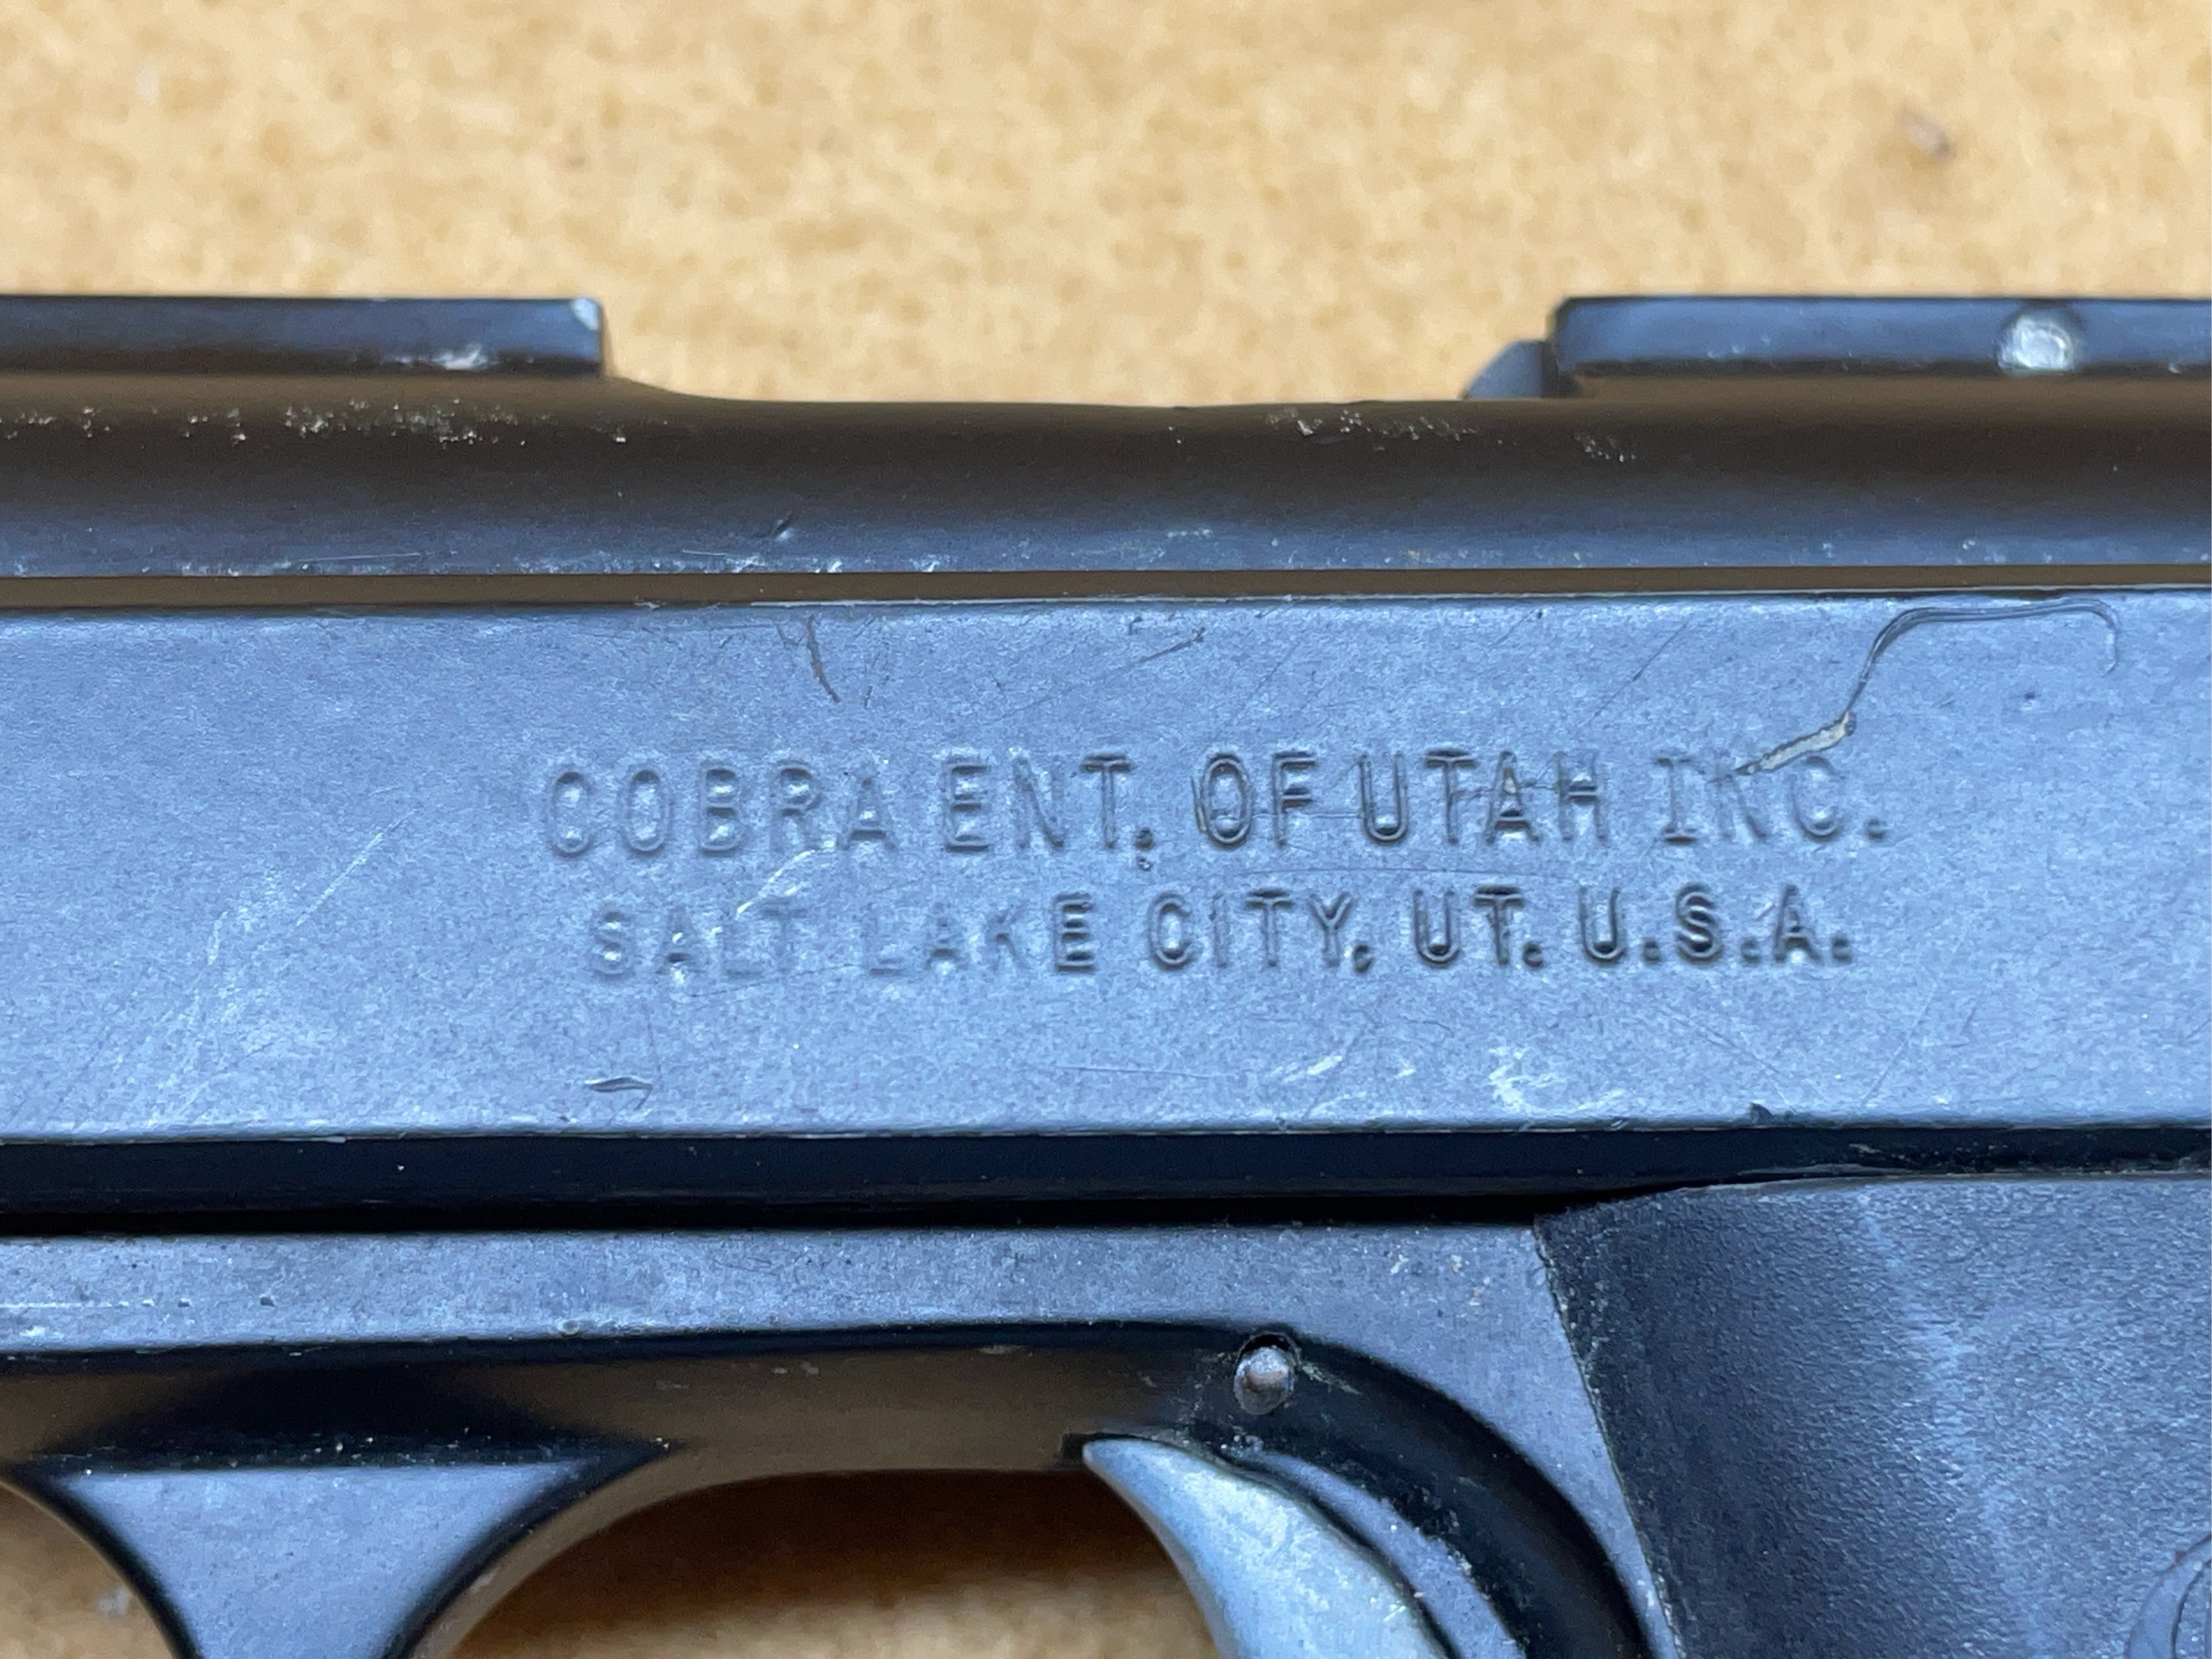 COBRA ENT. OF UTAH INC.
SALT LAKE CITY, UT. U.S.A.